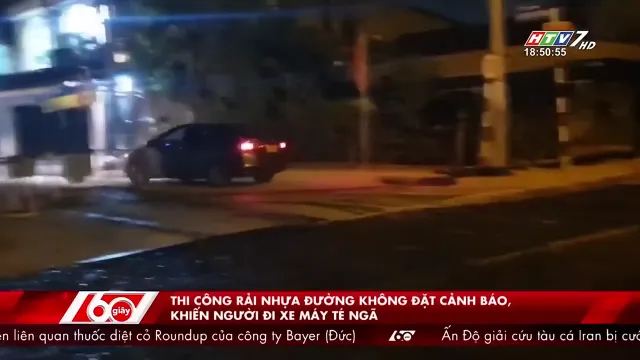 HTV7 HD
18:50:55
60 giây
THI CÔNG RẢI NHỰA ĐƯỜNG KHÔNG ĐẶT CẢNH BÁO,
KHIẾN NGƯỜI ĐI XE MÁY TÉ NGÃ
n liên quan thuốc diệt cỏ Roundup của công ty Bayer (Đức) 60 Ấn Độ giải cứu tàu cá Iran bị cướ